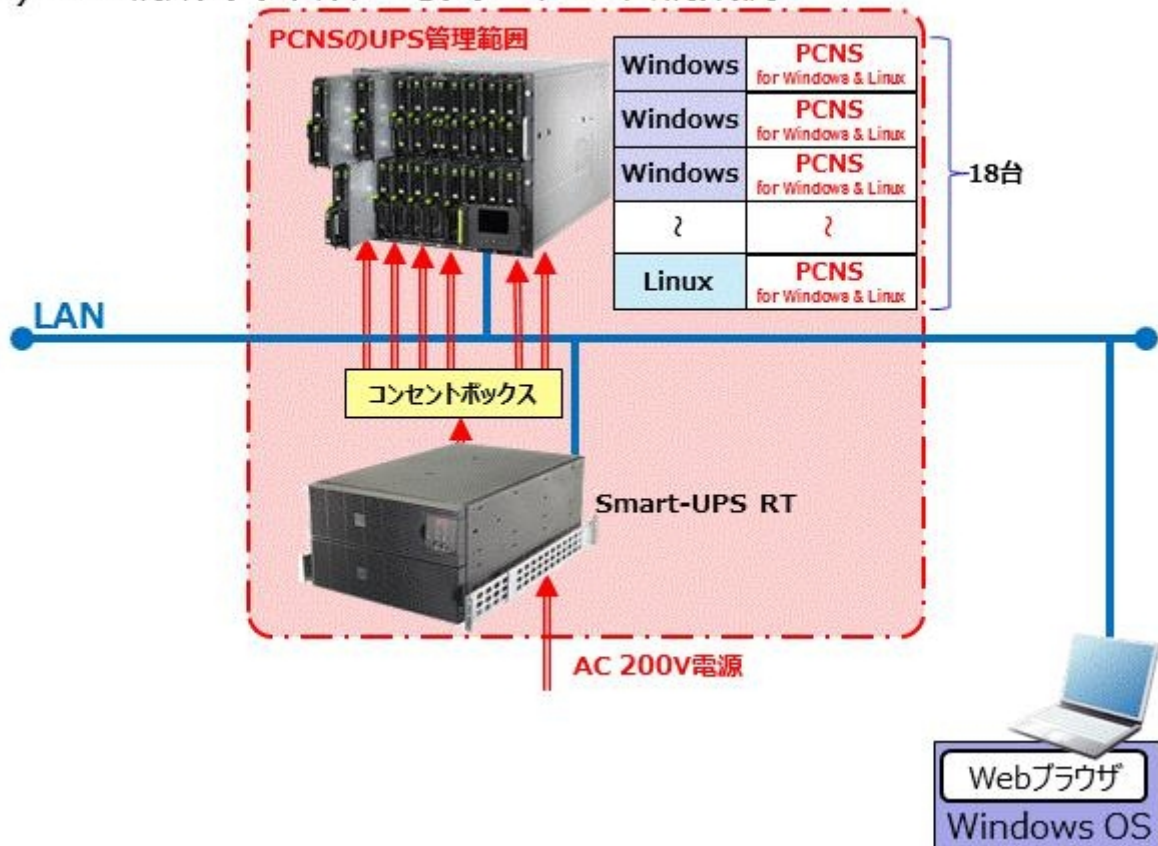 PCNSのUPS管理範囲
Windows PCNS
for Windows & Linux
Windows PCNS
for Windows & Linux
Windows PCNS
for Windows & Linux
18台
～ ～
Linux PCNS
for Windows & Linux
LAN
コンセントボックス
Smart-UPS RT
AC 200V電源
Webブラウザ
Windows OS